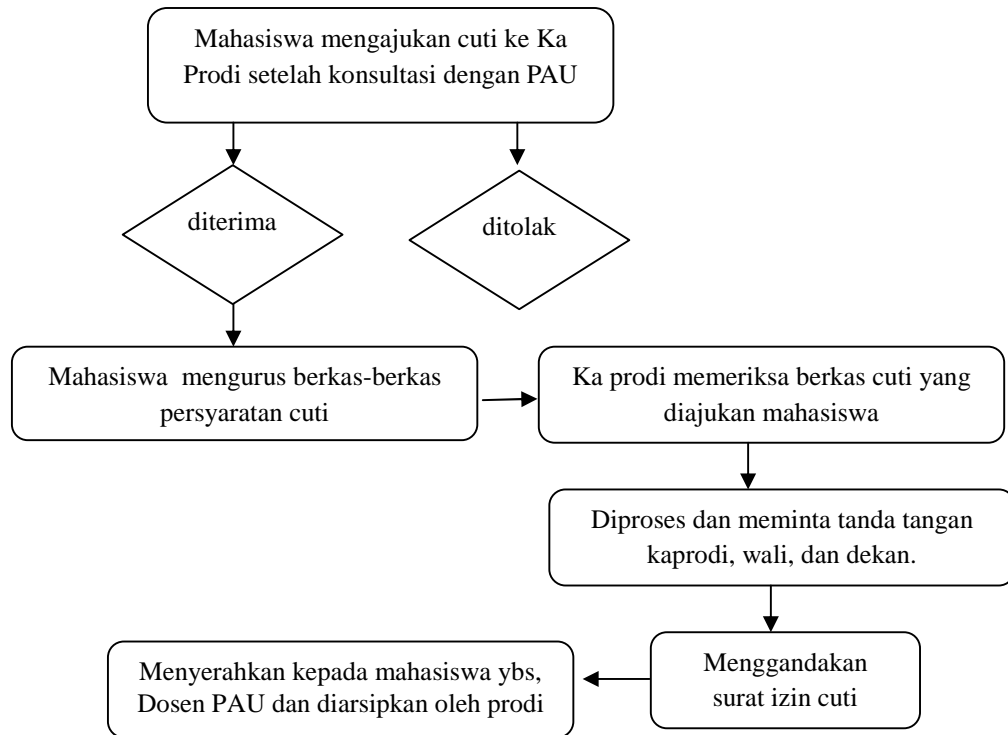 Mahasiswa mengajukan cuti ke Ka
Prodi setelah konsultasi dengan PAU
diterima
ditolak
Mahasiswa mengurus berkas-berkas
persyaratan cuti
Ka prodi memeriksa berkas cuti yang
diajukan mahasiswa
Diproses dan meminta tanda tangan
kaprodi, wali, dan dekan.
Menggandakan
surat izin cuti
Menyerahkan kepada mahasiswa ybs,
Dosen PAU dan diarsipkan oleh prodi